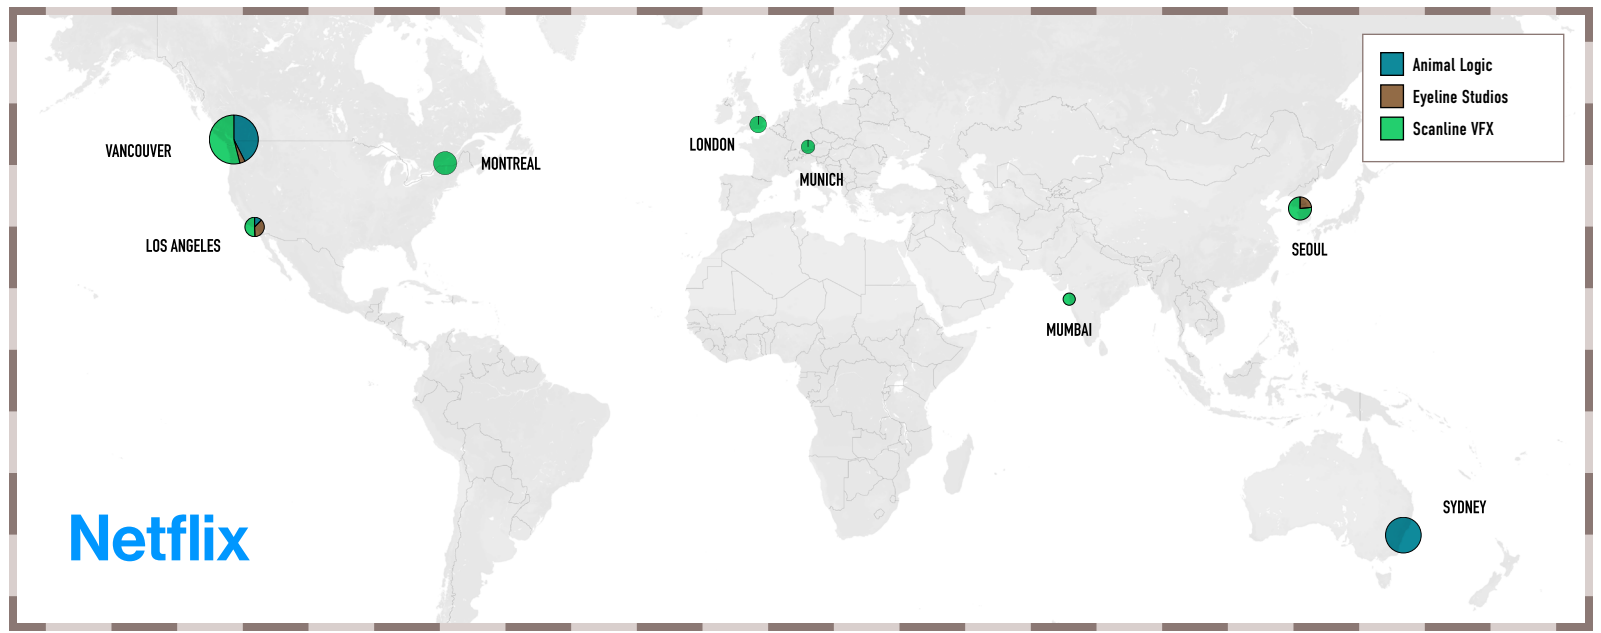 Animal Logic
Eyeline Studios
Scanline VFX
VANCOUVER
MONTREAL
LOS ANGELES
LONDON
MUNICH
SEOUL
MUMBAI
SYDNEY
Netflix